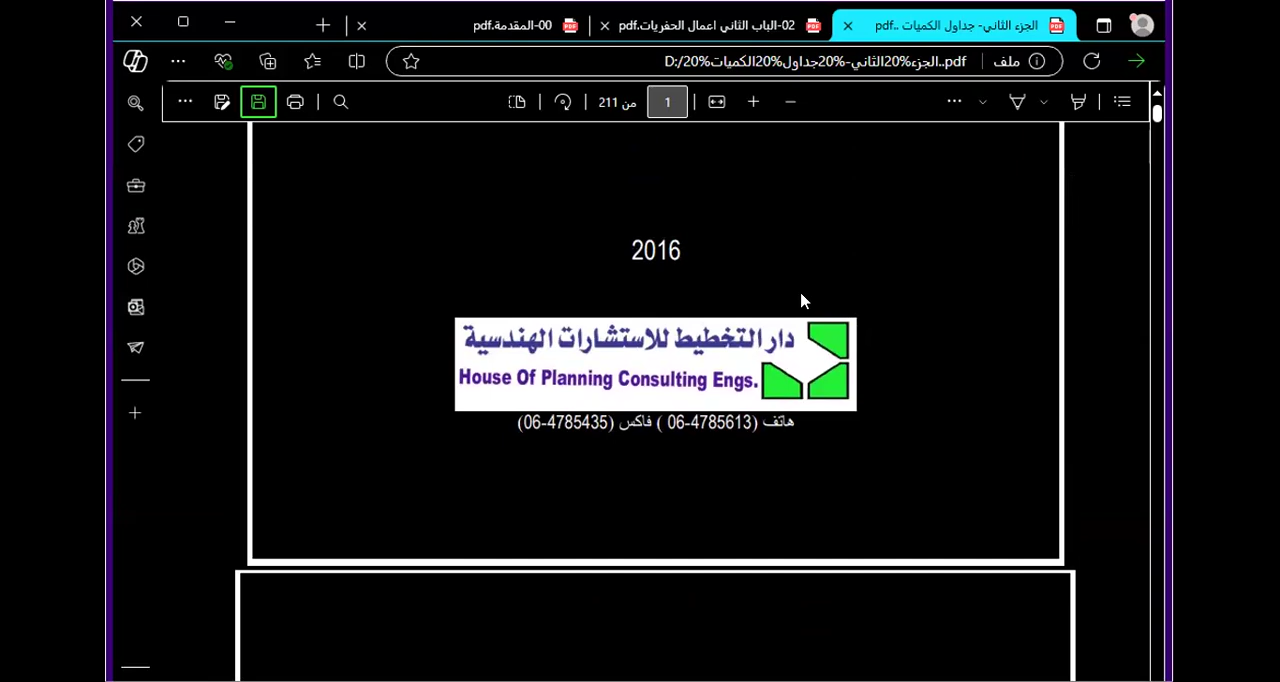 الجزء الثاني- جداول الكميات ..pdf
02-الباب الثاني اعمال الحفريات.pdf
00-المقدمة.pdf
ملف
D:/الجزء%20الثاني-%20جداول%20الكميات%20..pdf
1
من 211
2016
دار التخطيط للاستشارات الهندسية
House Of Planning Consulting Engs.
هاتف (06-4785613 ) فاكس (06-4785435)